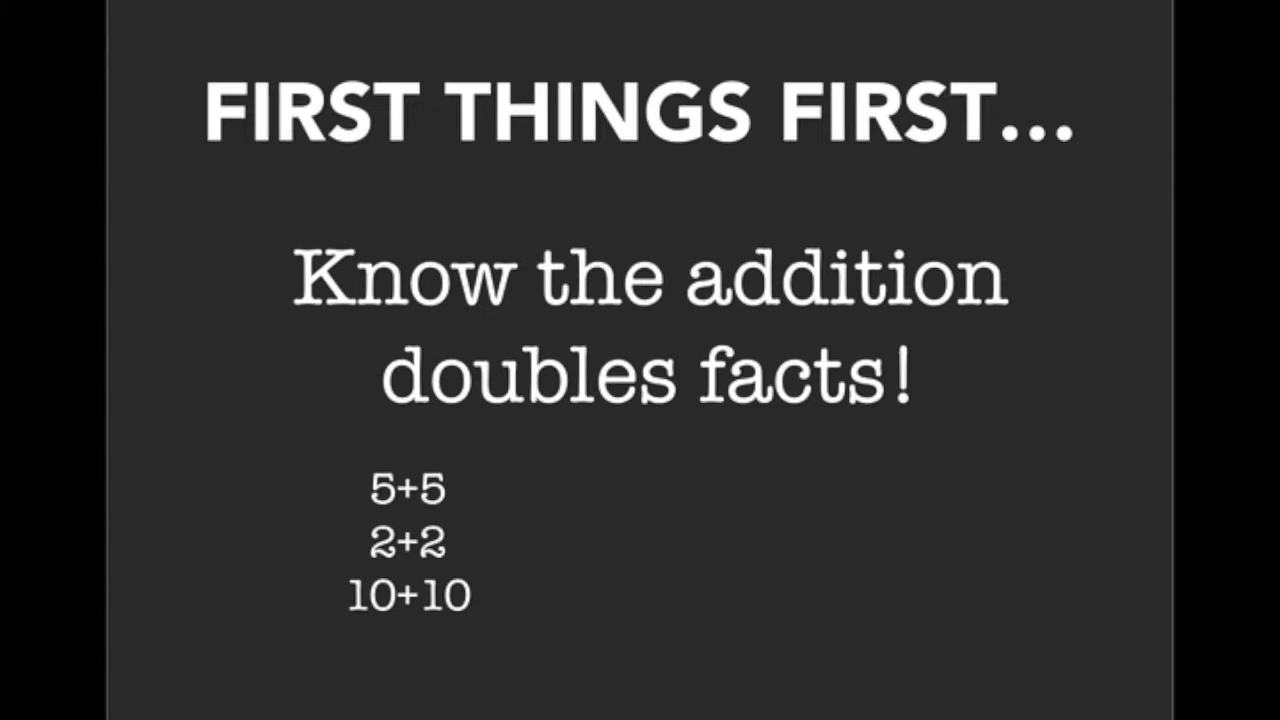 FIRST THINGS FIRST...
Know the addition
doubles facts!
5+5
2+2
10+10